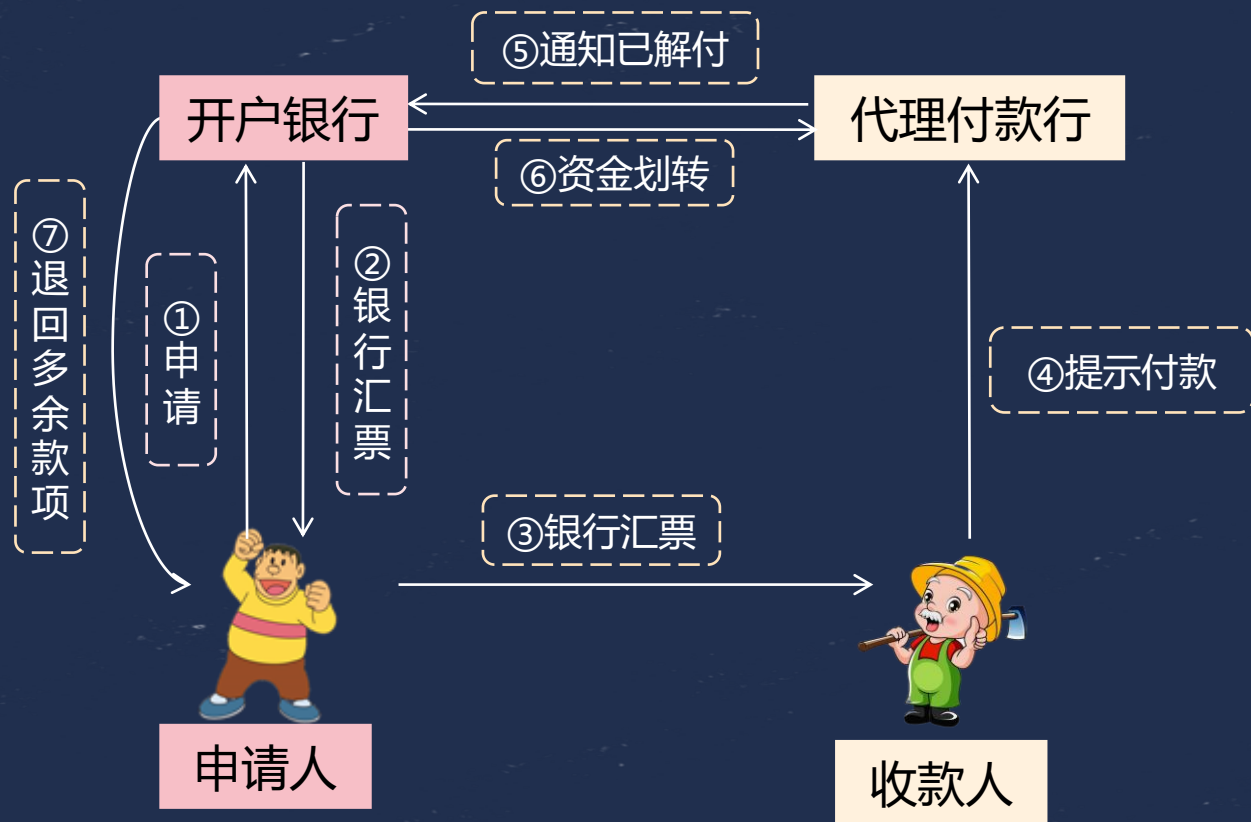 ⑤通知已解付
开户银行
代理付款行
⑥资金划转
⑦退回多余款项
①申请
②银行汇票
④提示付款
③银行汇票
申请人
收款人